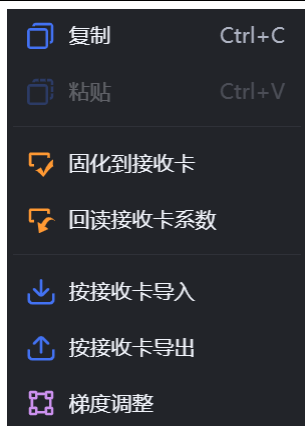 复制 Ctrl+C
粘贴 Ctrl+V
固化到接收卡
回读接收卡系数
按接收卡导入
按接收卡导出
梯度调整